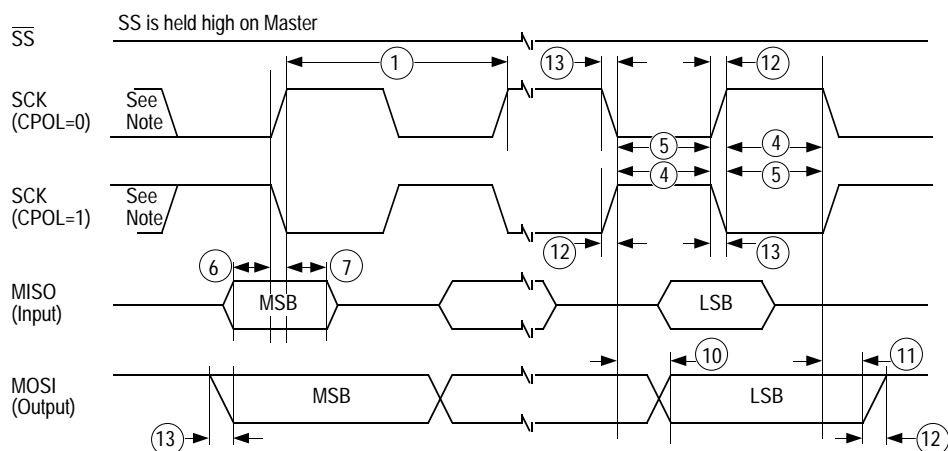 SS is held high on Master
SS
1
13
12
SCK
(CPOL=0)
See
Note
5
4
4
5
SCK
(CPOL=1)
See
Note
12
13
6
7
MISO
(Input)
MSB
LSB
10
11
MOSI
(Output)
MSB
LSB
13
12